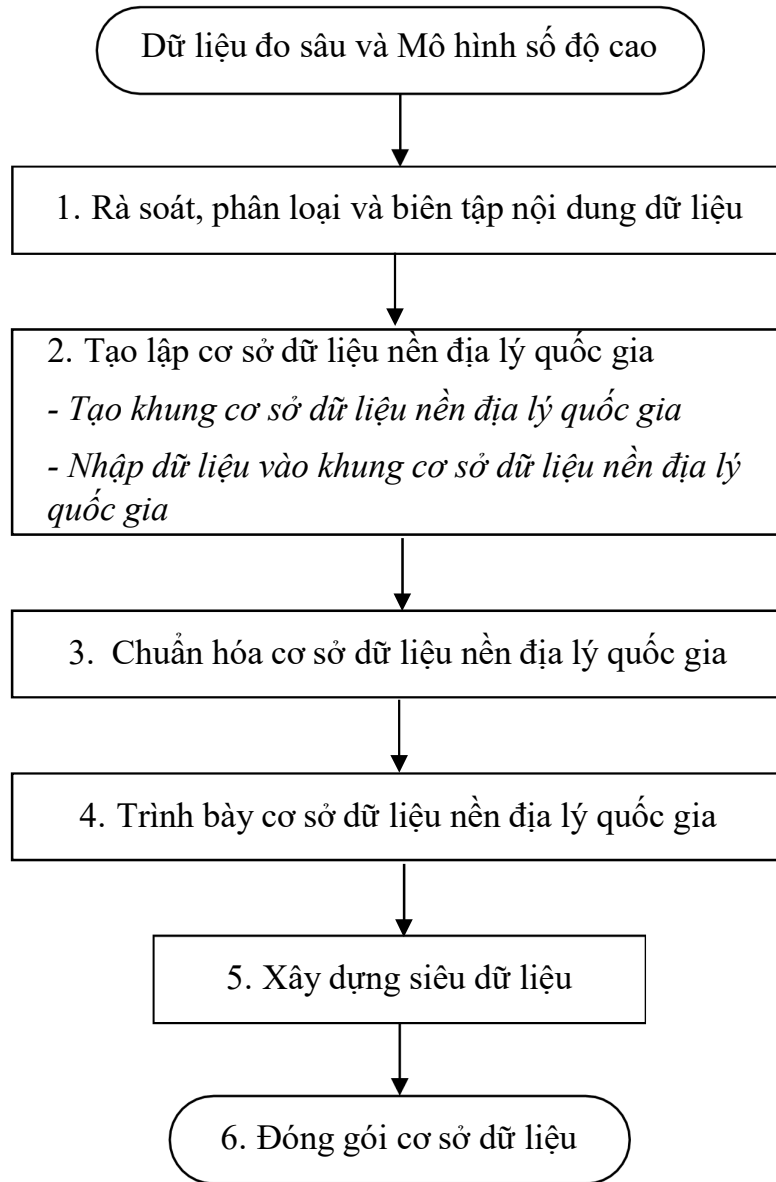 Dữ liệu đo sâu và Mô hình số độ cao
1. Rà soát, phân loại và biên tập nội dung dữ liệu
2. Tạo lập cơ sở dữ liệu nền địa lý quốc gia
- Tạo khung cơ sở dữ liệu nền địa lý quốc gia
- Nhập dữ liệu vào khung cơ sở dữ liệu nền địa lý
quốc gia
3. Chuẩn hóa cơ sở dữ liệu nền địa lý quốc gia
4. Trình bày cơ sở dữ liệu nền địa lý quốc gia
5. Xây dựng siêu dữ liệu
6. Đóng gói cơ sở dữ liệu